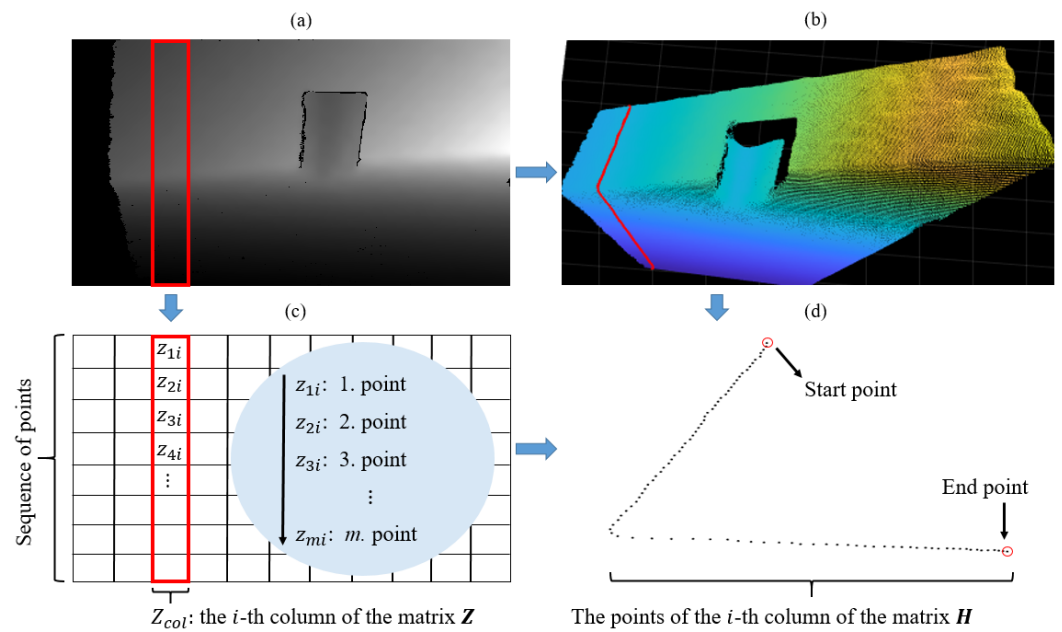 (a)
(b)
(c)
(d)
Sequence of points
z₁ᵢ
z₂ᵢ
z₃ᵢ
z₄ᵢ
⋮
z₁ᵢ: 1. point
z₂ᵢ: 2. point
z₃ᵢ: 3. point
⋮
zₘᵢ: m. point
Start point
End point
Z_col: the i-th column of the matrix Z
The points of the i-th column of the matrix H